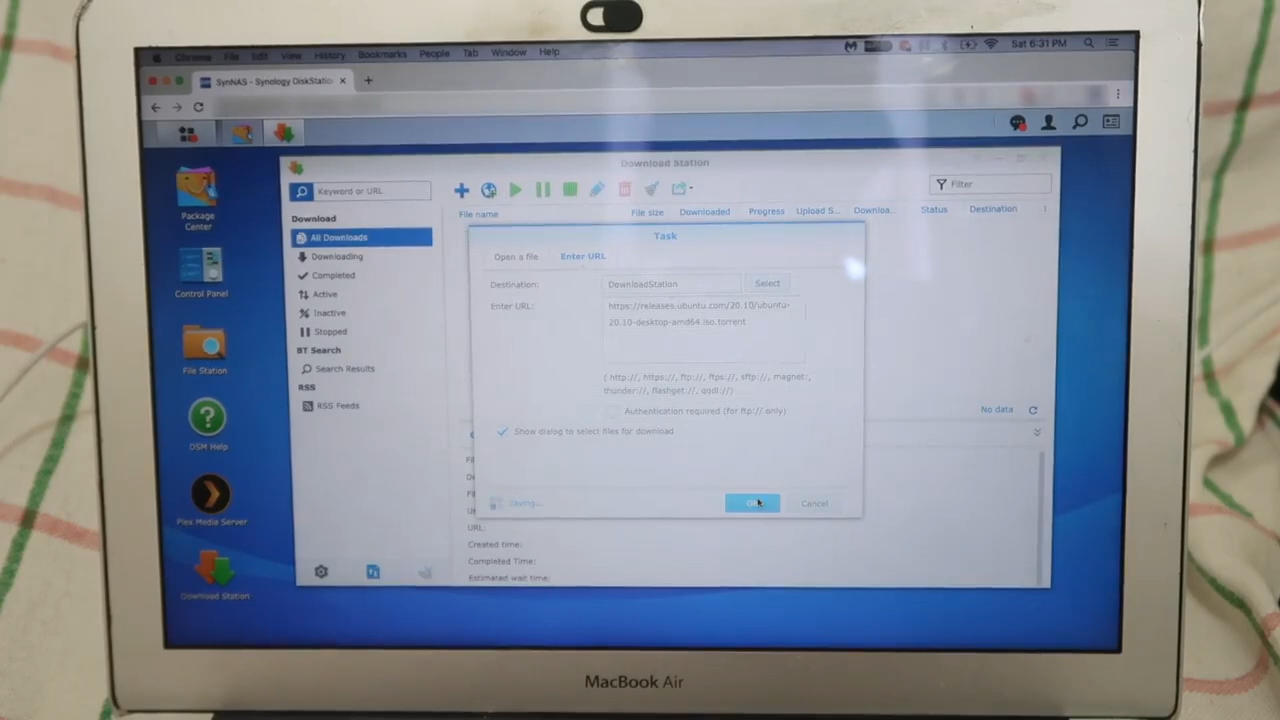 Chrome File Edit View History Bookmarks People Tab Window Help
Sat 6:31 PM
SynNAS - Synology DiskStatio
Download Station
Keyword or URL
Filter
File name File size Downloaded Progress Upload S... Downloa... Status Destination
Download
All Downloads
Downloading
Completed
Active
Inactive
Stopped
BT Search
Search Results
RSS
RSS Feeds
Package
Center
Control Panel
File Station
DSM Help
Plex Media Server
Download Station
Task
Open a file Enter URL
Destination: DownloadStation Select
Enter URL: https://releases.ubuntu.com/20.10/ubuntu-
20.10-desktop-amd64.iso.torrent
( http://, https://, ftp://, ftps://, sftp://, magnet:,
thunder://, flashget://, qqdl://)
Authentication required (for ftp:// only)
Show dialog to select files for download
Saving...
Cancel
No data
URL:
Created time:
Completed Time:
Estimated wait time:
MacBook Air